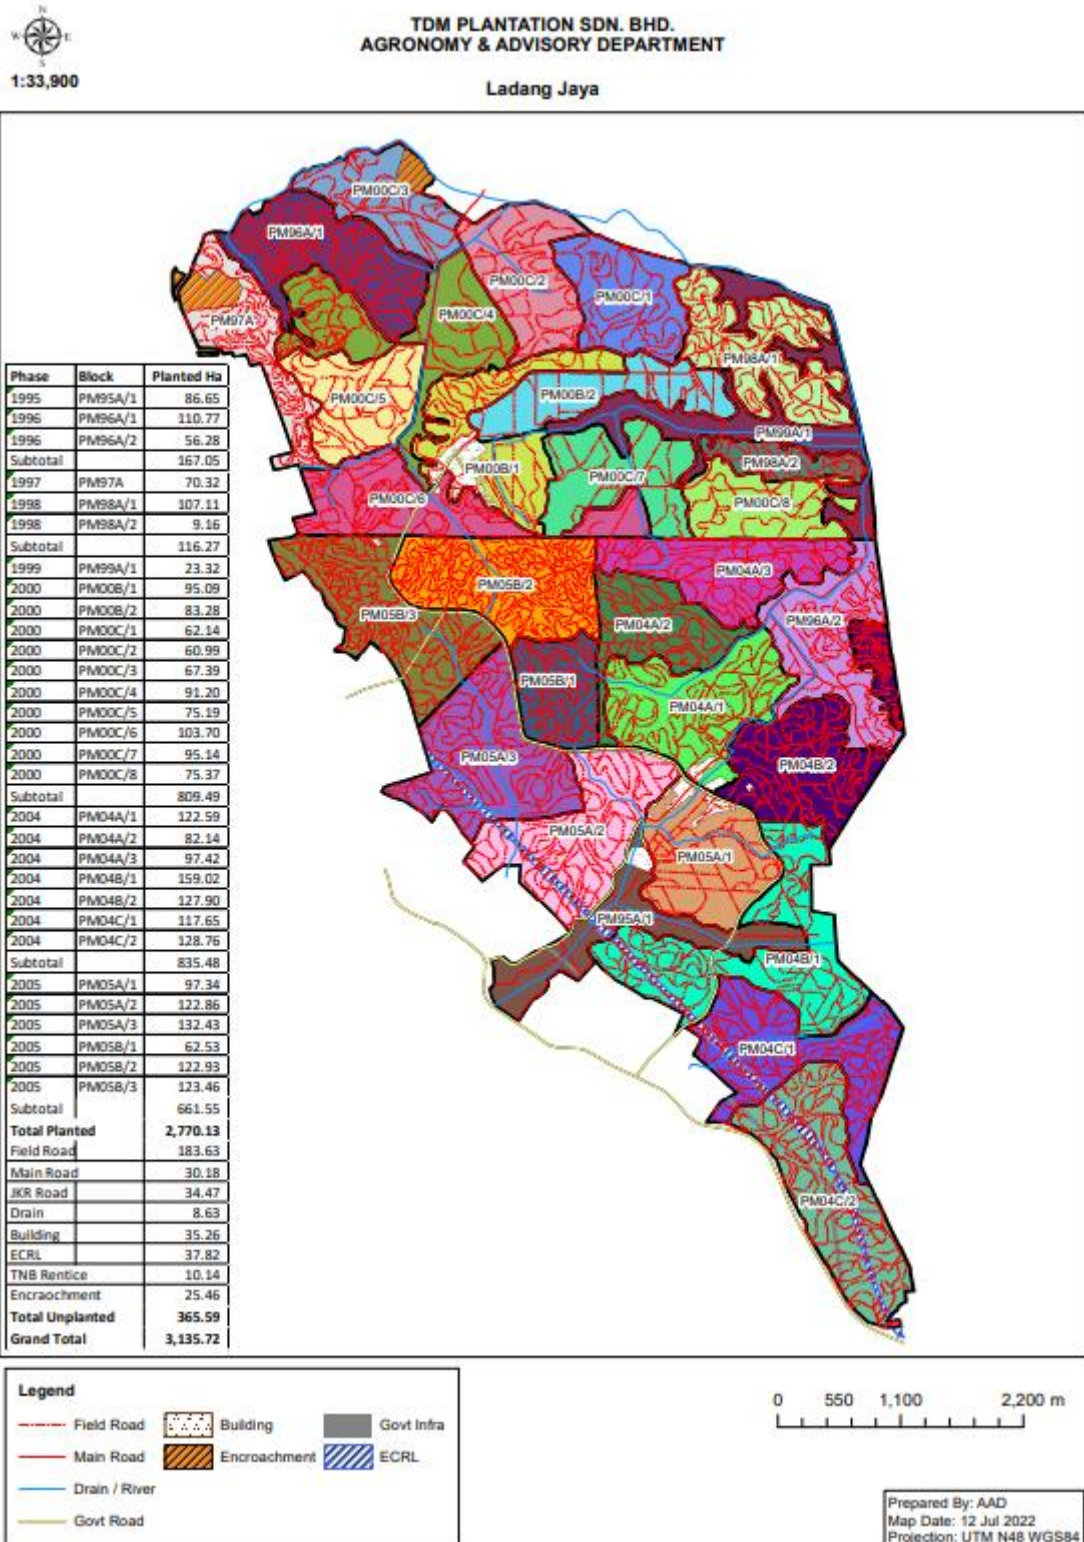 N
W E
S
1:33,900
TDM PLANTATION SDN. BHD.
AGRONOMY & ADVISORY DEPARTMENT
Ladang Jaya
PM00C/3
PM96A/1
PM00C/2
PM00C/1
PM00C/4
PM97A
PM98A/1
PM00C/5
PM00B/2
PM99A/1
PM98A/2
PM00B/1
PM00C/7
PM00C/6
PM00C/8
PM04A/3
PM05B/2
PM05B/3
PM04A/2
PM96A/2
PM05B/1
PM04A/1
PM05A/3
PM04B/2
PM05A/2
PM05A/1
PM95A/1
PM04B/1
PM04C/1
PM04C/2
Phase Block Planted Ha
1995 PM95A/1 86.65
1996 PM96A/1 110.77
1996 PM96A/2 56.28
Subtotal 167.05
1997 PM97A 70.32
1998 PM98A/1 107.11
1998 PM98A/2 9.16
Subtotal 116.27
1999 PM99A/1 23.32
2000 PM00B/1 95.09
2000 PM00B/2 83.28
2000 PM00C/1 62.14
2000 PM00C/2 60.99
2000 PM00C/3 67.39
2000 PM00C/4 91.20
2000 PM00C/5 75.19
2000 PM00C/6 103.70
2000 PM00C/7 95.14
2000 PM00C/8 75.37
Subtotal 809.49
2004 PM04A/1 122.59
2004 PM04A/2 82.14
2004 PM04A/3 97.42
2004 PM04B/1 159.02
2004 PM04B/2 127.90
2004 PM04C/1 117.65
2004 PM04C/2 128.76
Subtotal 835.48
2005 PM05A/1 97.34
2005 PM05A/2 122.86
2005 PM05A/3 132.43
2005 PM05B/1 62.53
2005 PM05B/2 122.93
2005 PM05B/3 123.46
Subtotal 661.55
Total Planted 2,770.13
Field Road 183.63
Main Road 30.18
JKR Road 34.47
Drain 8.63
Building 35.26
ECRL 37.82
TNB Rentice 10.14
Encraochment 25.46
Total Unplanted 365.59
Grand Total 3,135.72
Legend
Field Road Building Govt Infra
Main Road Encroachment ECRL
Drain / River
Govt Road
0 550 1,100 2,200 m
Prepared By: AAD
Map Date: 12 Jul 2022
Projection: UTM N48 WGS84